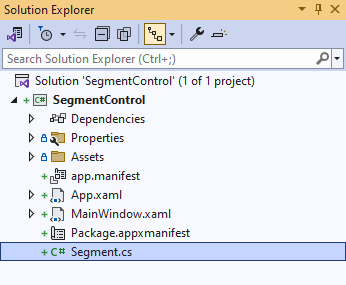 Solution Explorer
Search Solution Explorer (Ctrl+;)
Solution 'SegmentControl' (1 of 1 project)
C# SegmentControl
Dependencies
Properties
Assets
app.manifest
App.xaml
MainWindow.xaml
Package.appxmanifest
C# Segment.cs